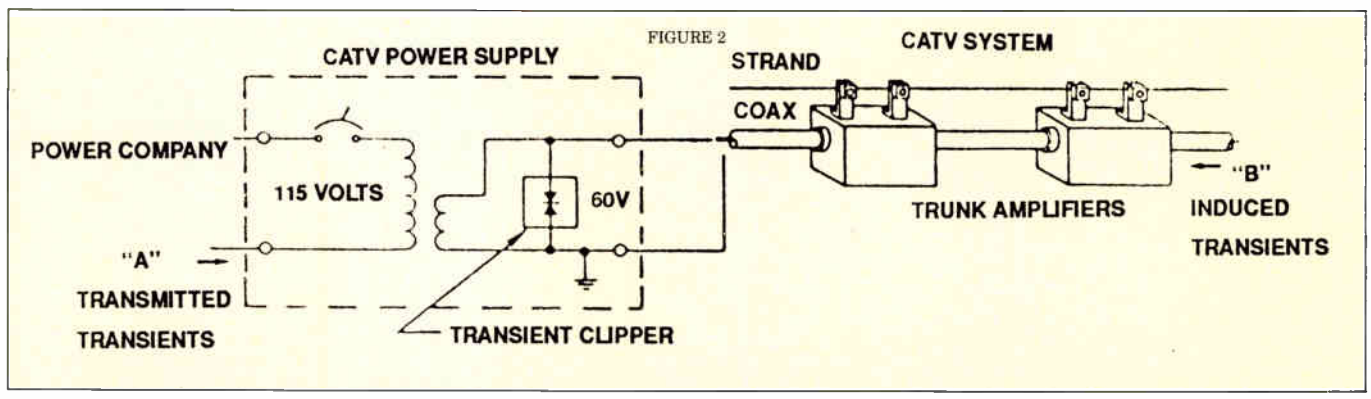 FIGURE 2
CATV POWER SUPPLY
CATV SYSTEM
STRAND
COAX
POWER COMPANY
115 VOLTS
60V
"A"
TRANSMITTED
TRANSIENTS
TRANSIENT CLIPPER
TRUNK AMPLIFIERS
"B"
INDUCED
TRANSIENTS